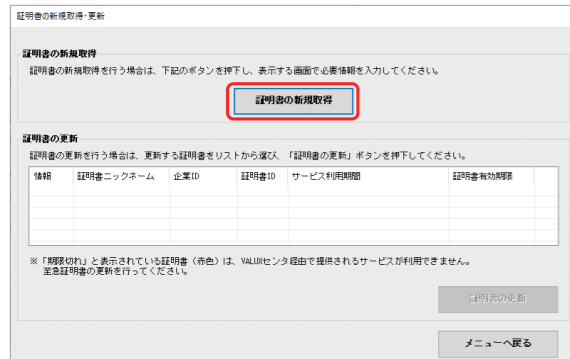 証明書の新規取得・更新
証明書の新規取得
証明書の新規取得を行う場合は、下記のボタンを押下し、表示する画面で必要情報を入力してください。
証明書の新規取得
証明書の更新
証明書の更新を行う場合は、更新する証明書をリストから選び、「証明書の更新」ボタンを押下してください。
情報 証明書ニックネーム 企業ID 証明書ID サービス利用期間 証明書有効期限
※「期限切れ」と表示されている証明書（赤色）は、VALUXセンタ経由で提供されるサービスが利用できません。
至急証明書の更新を行ってください。
証明書の更新
メニューへ戻る